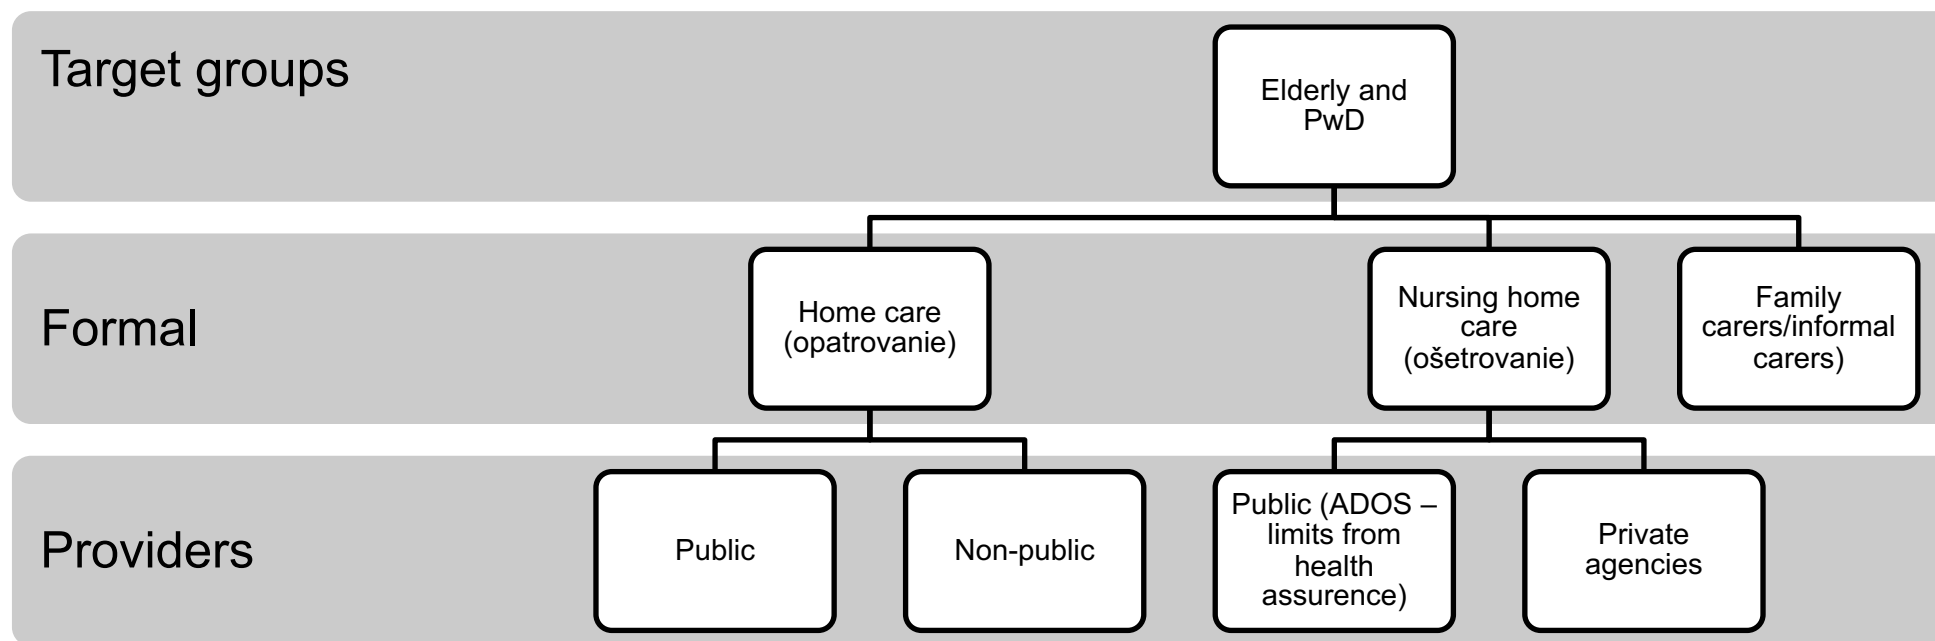 Target groups
Elderly and
PwD
Formal
Home care
(opatrovanie)
Nursing home
care
(ošetrovanie)
Family
carers/informal
carers)
Providers
Public
Non-public
Public (ADOS –
limits from
health
assurence)
Private
agencies